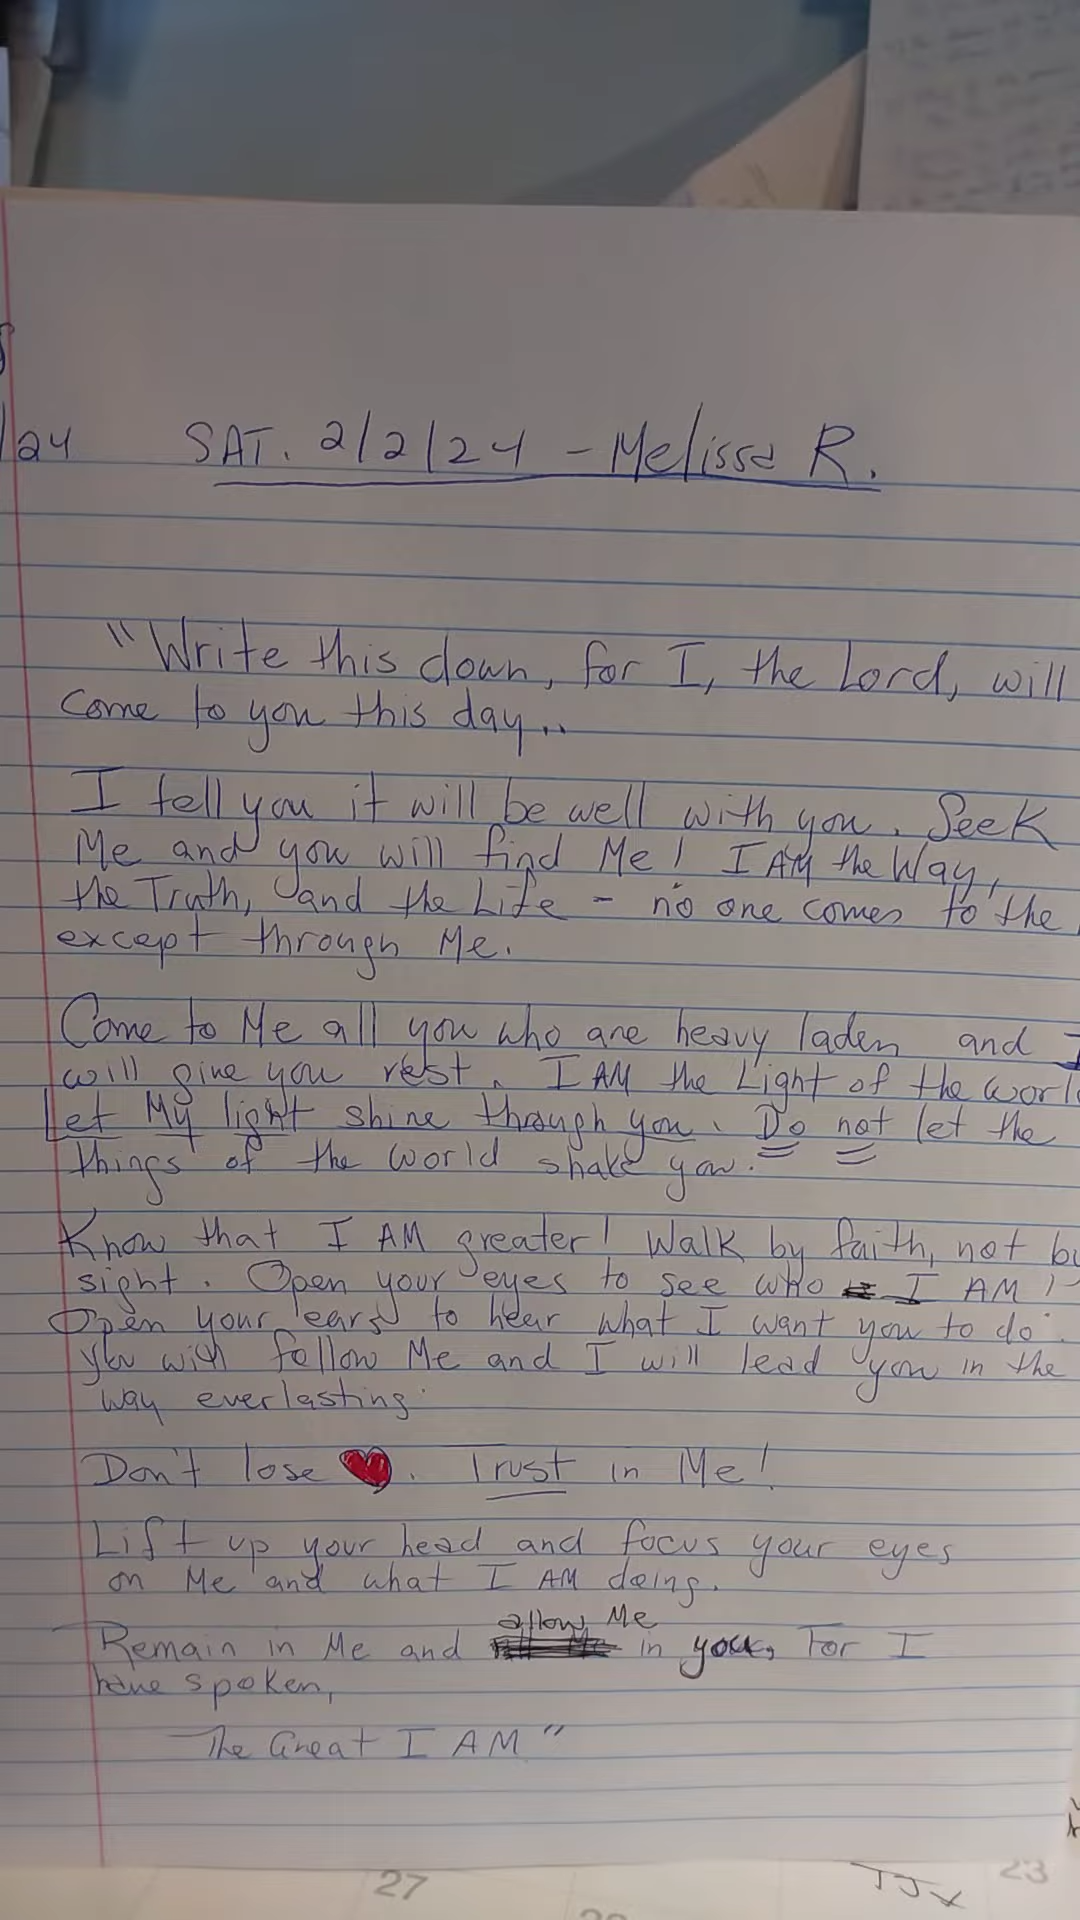 /24 SAT. 2/2/24 - Melissa R.
"Write this down, for I, the Lord, will
come to you this day..
I tell you it will be well with you. Seek
Me and you will find Me! I AM the Way,
the Truth, and the Life - no one comes to the
except through Me.
Come to Me all you who are heavy laden and I
will give you rest. I AM the Light of the worl
Let My light shine through you. Do not let the
things of the world shake you.
Know that I AM greater! Walk by faith, not by
sight. Open your eyes to see who I AM!
Open your ears to hear what I want you to do.
you will follow Me and I will lead you in the
way everlasting.
Don't lose ❤. Trust in Me!
Lift up your head and focus your eyes
on Me and what I AM doing.
allow Me
Remain in Me and in you, for I
have spoken,
The Great I AM"
27
TJX 23